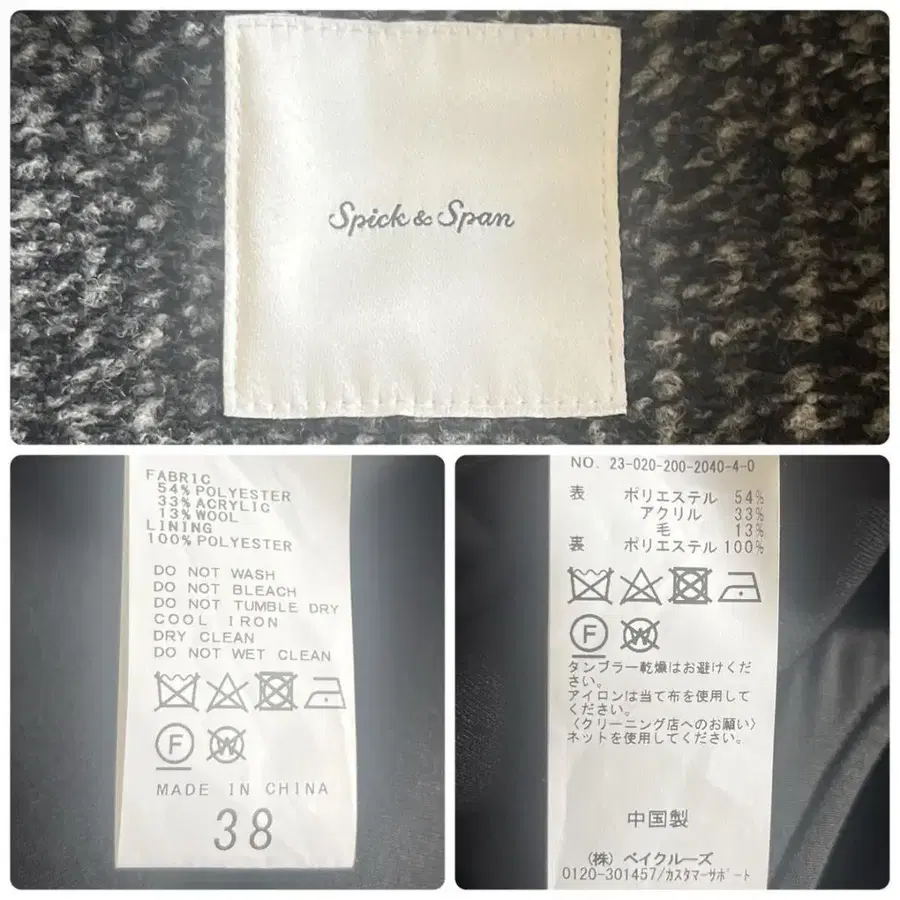 Spick & Span
FABRIC
54% POLYESTER
33% ACRYLIC
13% WOOL
LINING
100% POLYESTER
DO NOT WASH
DO NOT BLEACH
DO NOT TUMBLE DRY
COOL IRON
DRY CLEAN
DO NOT WET CLEAN
F W
MADE IN CHINA
38
NO. 23-020-200-2040-4-0
表 ポリエステル 54%
アクリル 33%
毛 13%
裏 ポリエステル 100%
F W
タンブラー乾燥はお避けくだ
さい。
アイロンは当て布を使用して
ください。
〈クリーニング店へのお願い〉
ネットを使用してください。
中国製
(株) ベイクルーズ
0120-301457/カスタマーサポート